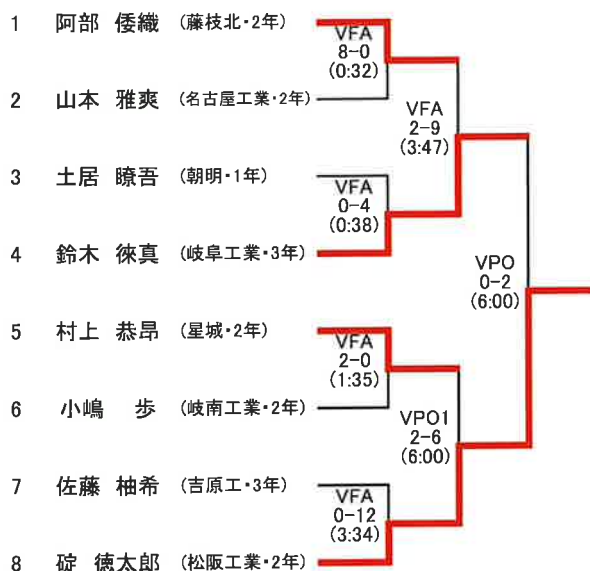 1 阿部 倭織 (藤枝北・2年)
VFA
8-0
(0:32)
2 山本 雅爽 (名古屋工業・2年)
VFA
2-9
(3:47)
3 土居 瞭吾 (朝明・1年)
VFA
0-4
(0:38)
4 鈴木 徠真 (岐阜工業・3年)
VPO
0-2
(6:00)
5 村上 恭昂 (星城・2年)
VFA
2-0
(1:35)
6 小嶋 歩 (岐南工業・2年)
VPO1
2-6
(6:00)
7 佐藤 柚希 (吉原工・3年)
VFA
0-12
(3:34)
8 碇 徳太郎 (松阪工業・2年)